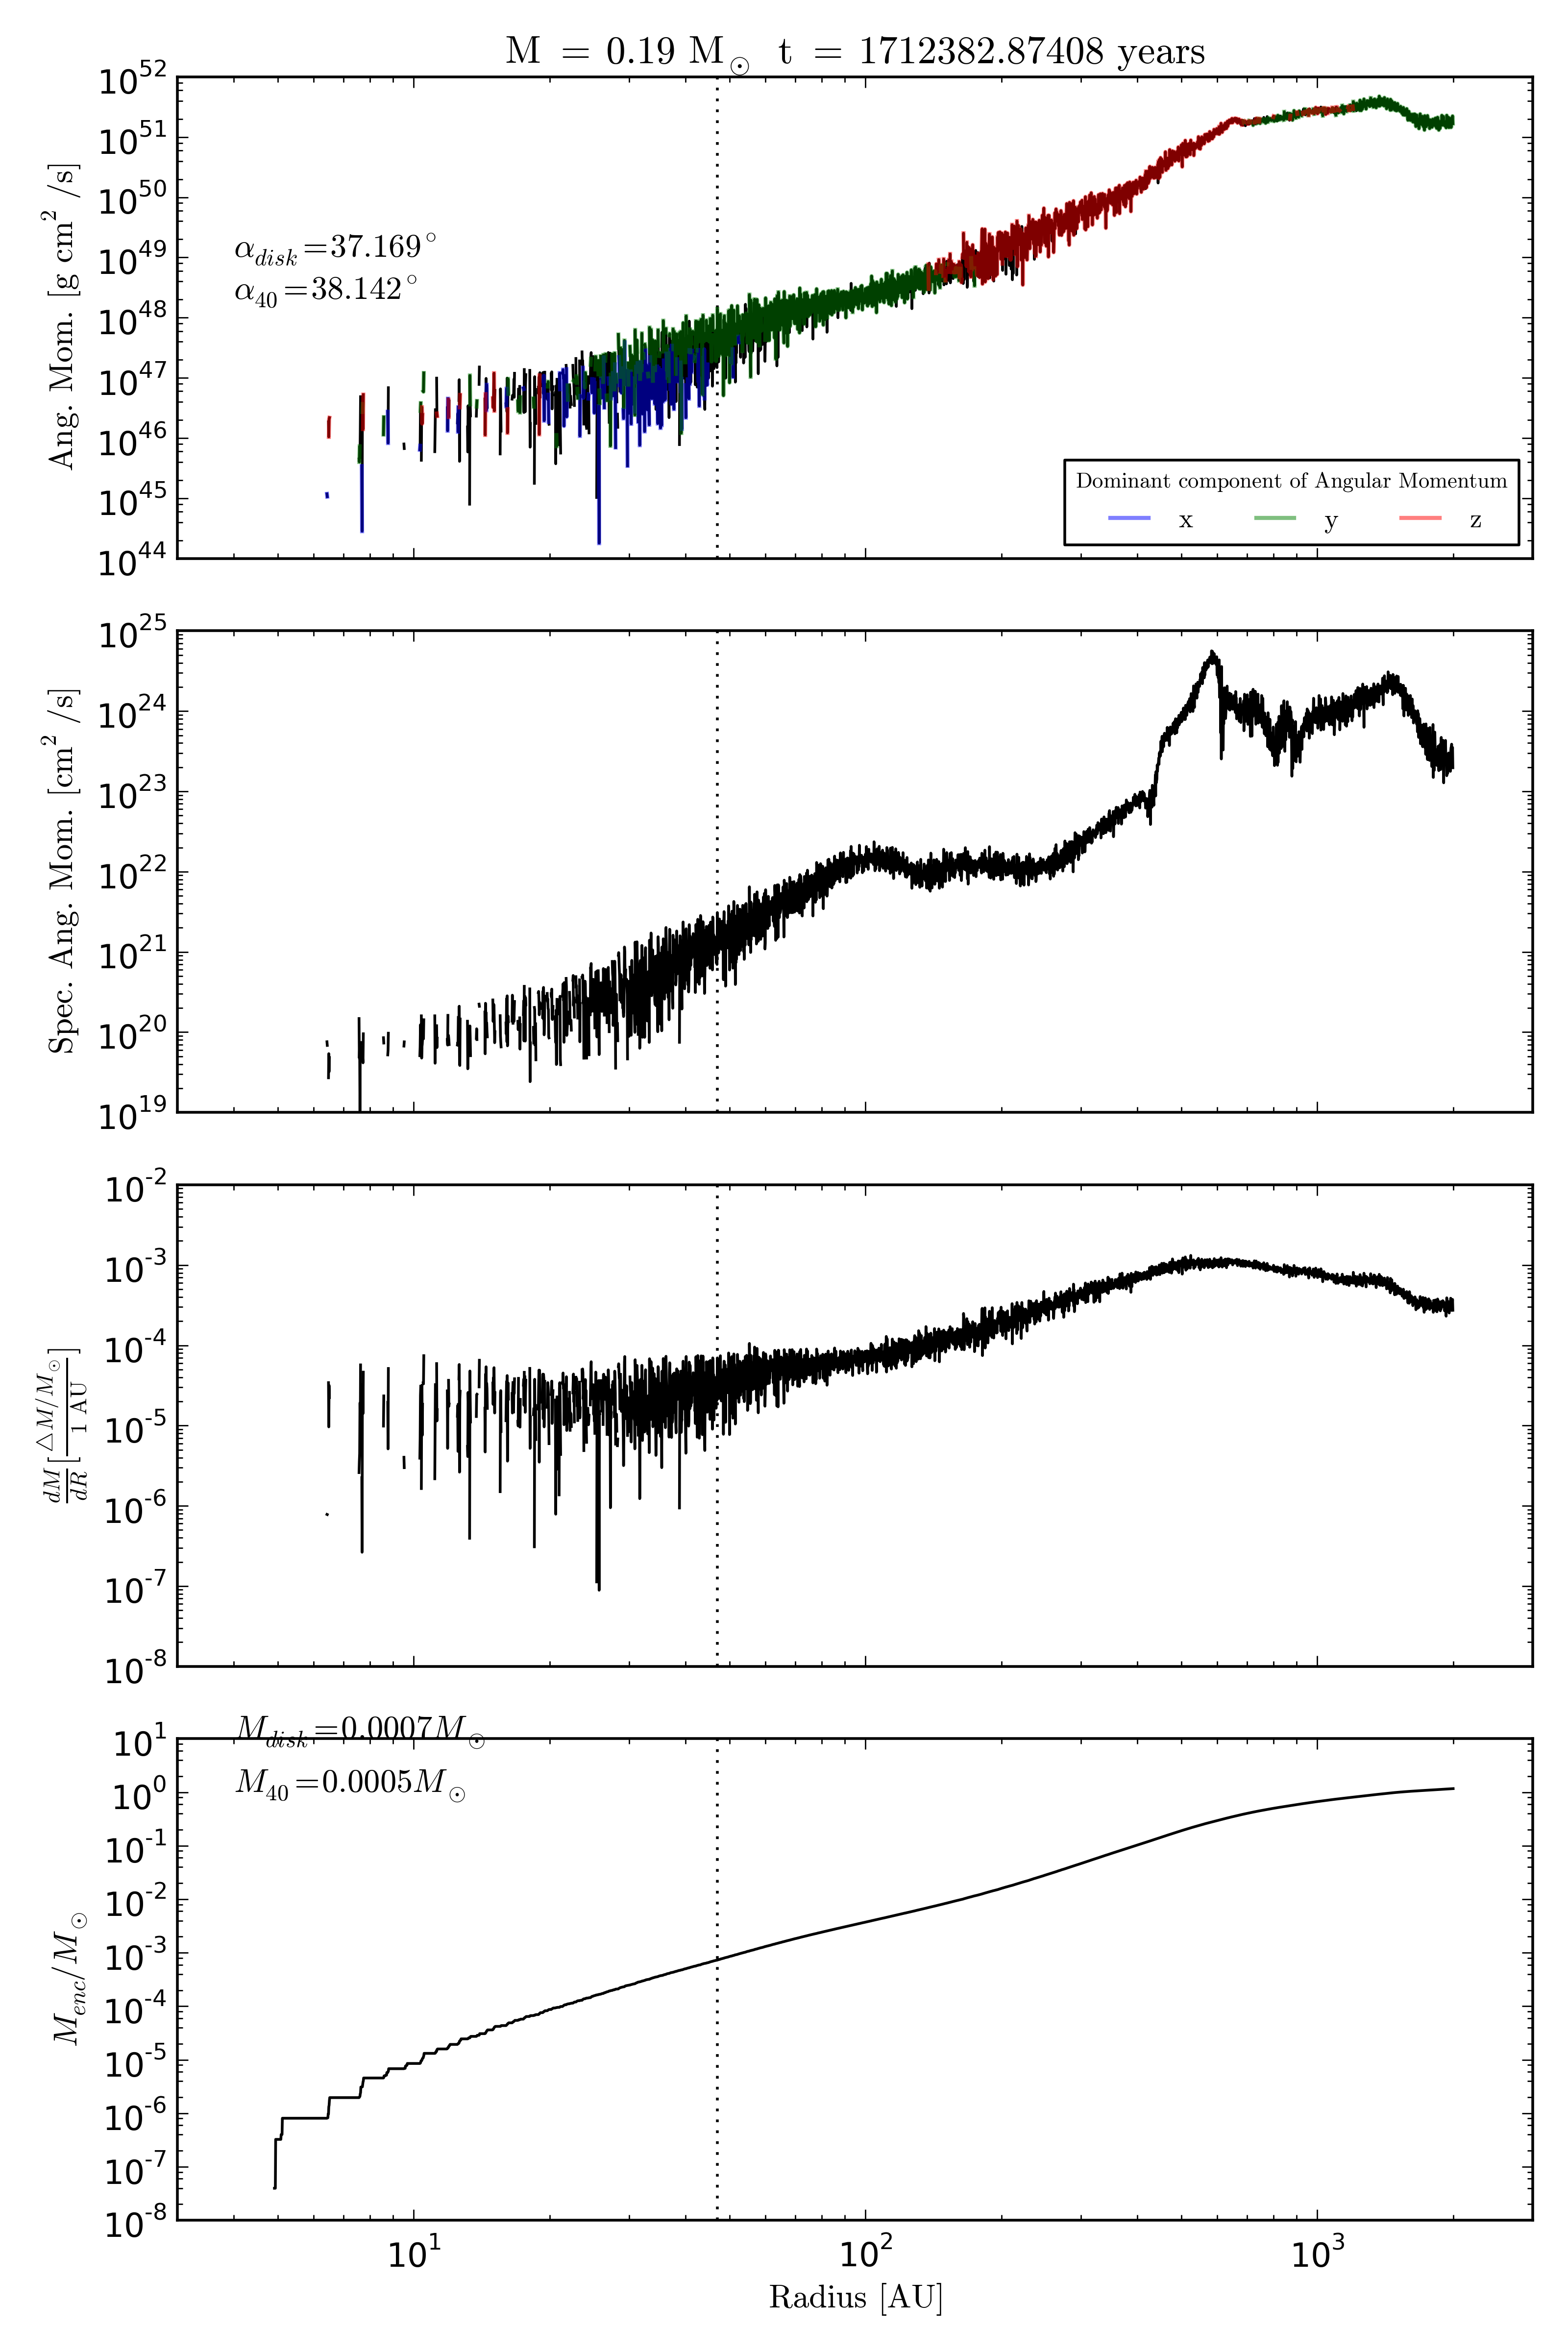 M = 0.19 M⊙ t = 1712382.87408 years
10^52
10^51
10^50
10^49
10^48
10^47
10^46
10^45
10^44
Ang. Mom. [g cm^2 /s]
α_disk = 37.169°
α_40 = 38.142°
Dominant component of Angular Momentum
x y z
10^25
10^24
10^23
10^22
10^21
10^20
10^19
Spec. Ang. Mom. [cm^2 /s]
10^-2
10^-3
10^-4
10^-5
10^-6
10^-7
10^-8
dM/dR [△M/M⊙ / 1 AU]
M_disk = 0.0007M⊙
M_40 = 0.0005M⊙
10^1
10^0
10^-1
10^-2
10^-3
10^-4
10^-5
10^-6
10^-7
10^-8
M_enc/M⊙
10^1 10^2 10^3
Radius [AU]